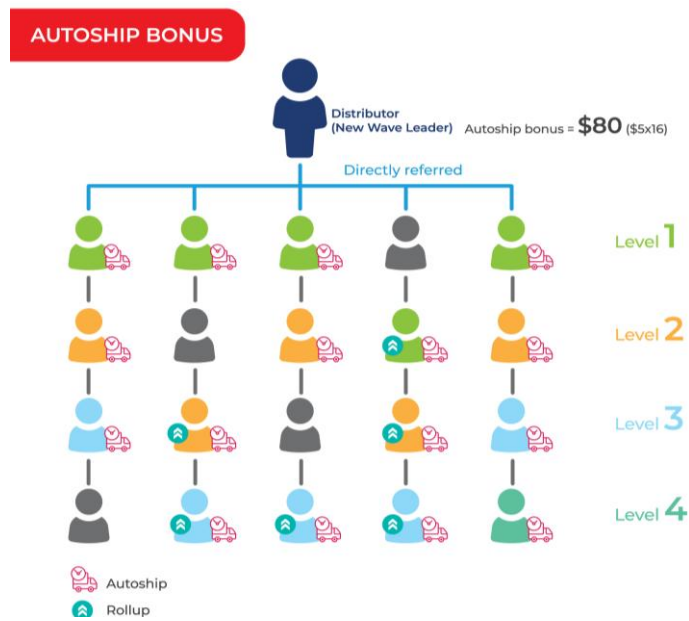 AUTOSHIP BONUS
Distributor
(New Wave Leader)
Autoship bonus = $80 ($5x16)
Directly referred
Level 1
Level 2
Level 3
Level 4
Autoship
Rollup